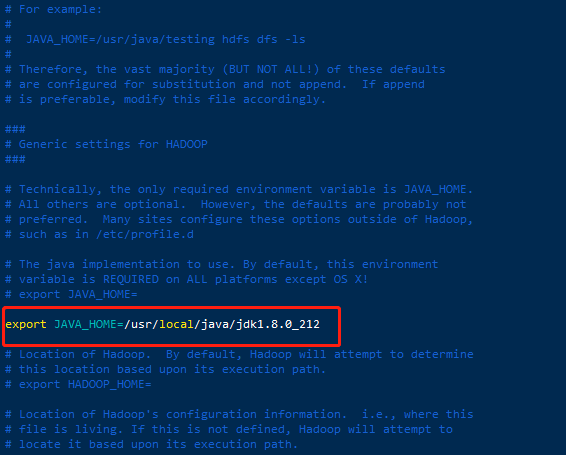 # For example:
#
#  JAVA_HOME=/usr/java/testing hdfs dfs -ls
#
# Therefore, the vast majority (BUT NOT ALL!) of these defaults
# are configured for substitution and not append.  If append
# is preferable, modify this file accordingly.
###
# Generic settings for HADOOP
###
# Technically, the only required environment variable is JAVA_HOME.
# All others are optional.  However, the defaults are probably not
# preferred.  Many sites configure these options outside of Hadoop,
# such as in /etc/profile.d
# The java implementation to use. By default, this environment
# variable is REQUIRED on ALL platforms except OS X!
# export JAVA_HOME=
export JAVA_HOME=/usr/local/java/jdk1.8.0_212
# Location of Hadoop.  By default, Hadoop will attempt to determine
# this location based upon its execution path.
# export HADOOP_HOME=
# Location of Hadoop's configuration information.  i.e., where this
# file is living. If this is not defined, Hadoop will attempt to
# locate it based upon its execution path.